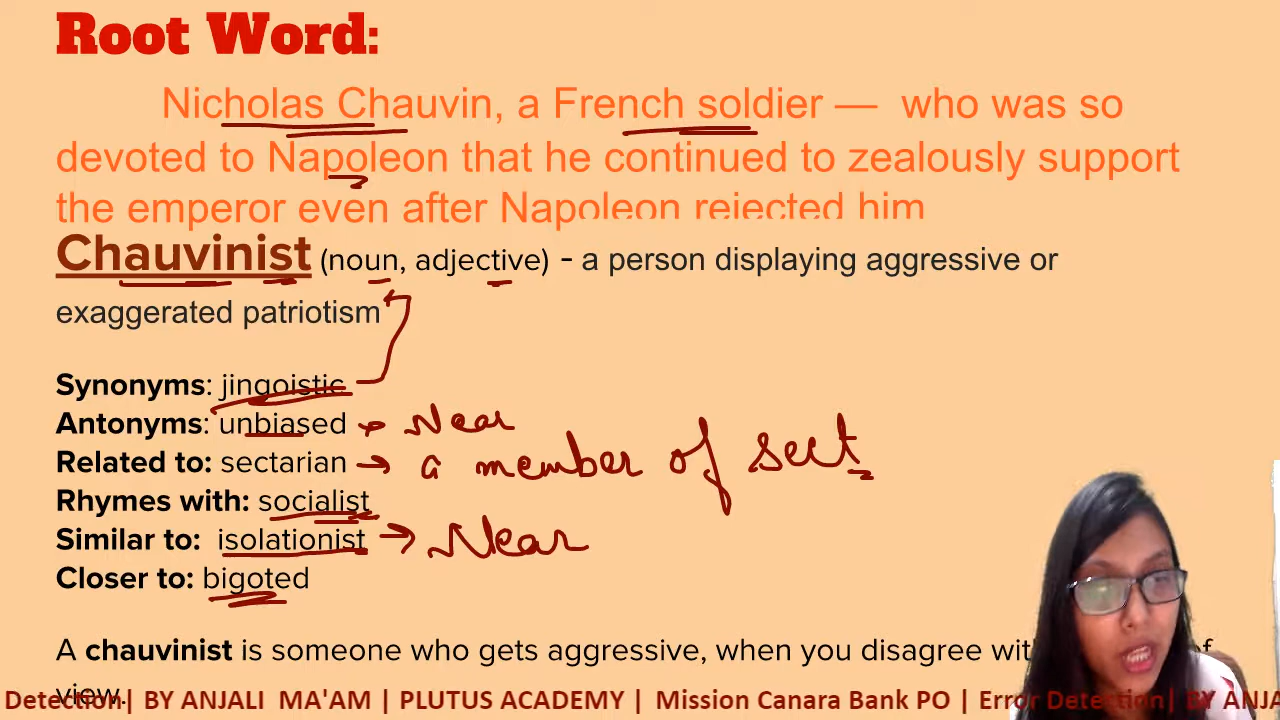 Root Word:
Nicholas Chauvin, a French soldier — who was so
devoted to Napoleon that he continued to zealously support
the emperor even after Napoleon rejected him
Chauvinist (noun, adjective) - a person displaying aggressive or
exaggerated patriotism
Synonyms: jingoistic
Antonyms: unbiased → Near
Related to: sectarian → a member of sect
Rhymes with: socialist
Similar to: isolationist → Near
Closer to: bigoted
A chauvinist is someone who gets aggressive, when you disagree with of
view.
Detection| BY ANJALI MA'AM | PLUTUS ACADEMY | Mission Canara Bank PO | Error Detection| BY ANJA